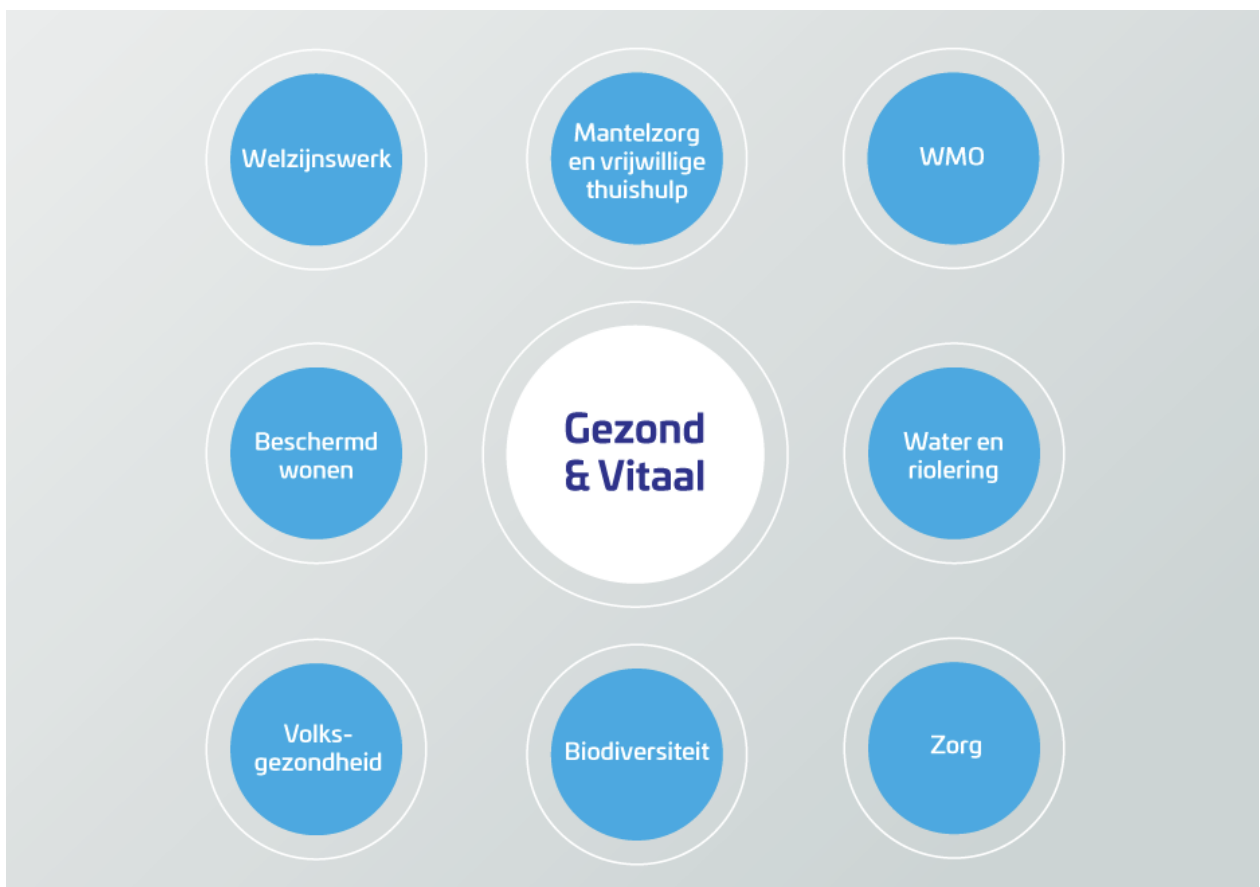 Welzijnswerk
Mantelzorg
en vrijwillige
thuishulp
WMO
Beschermd
wonen
Gezond
& Vitaal
Water en
riolering
Volks-
gezondheid
Biodiversiteit
Zorg